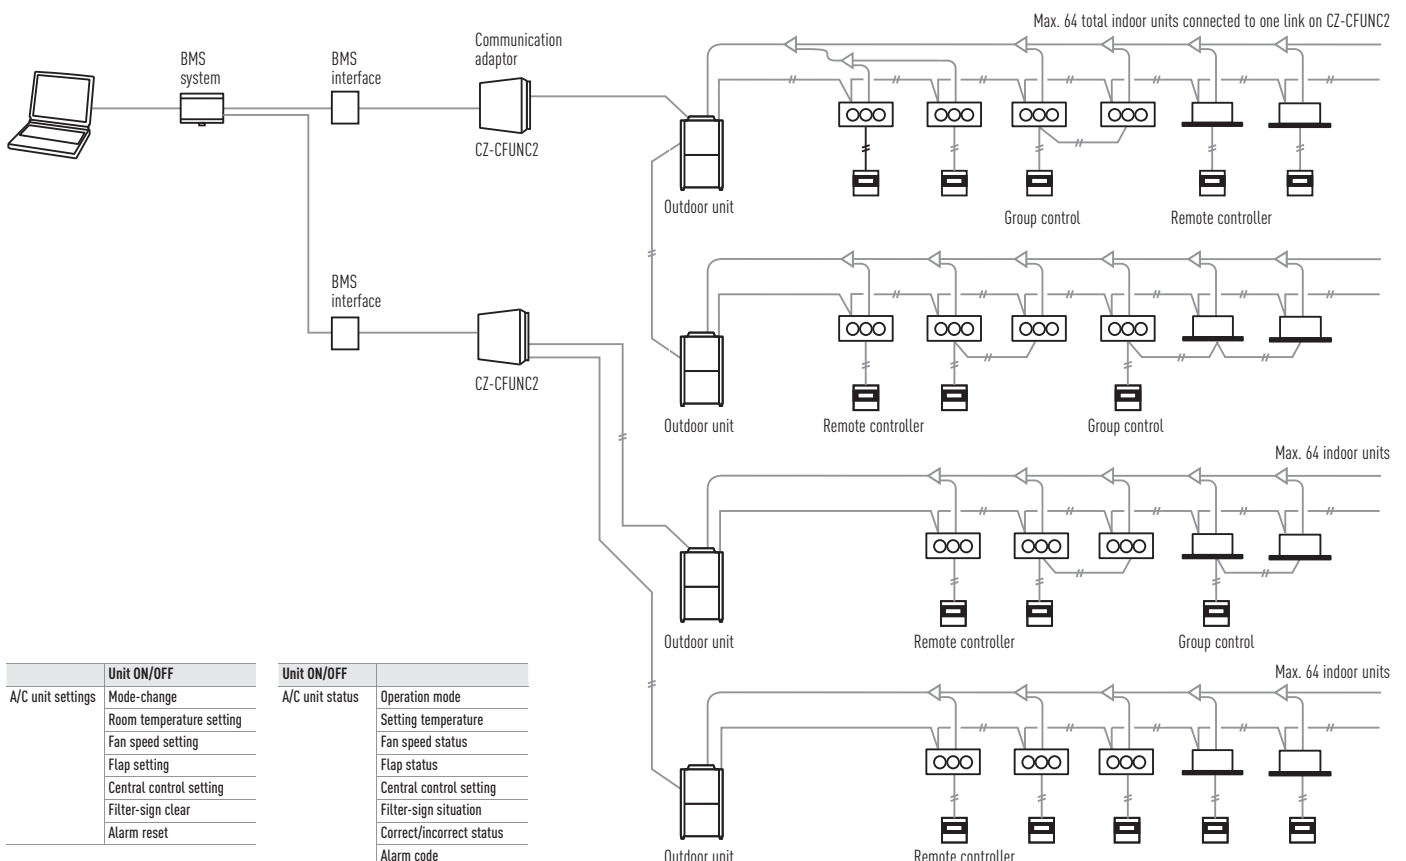 Max. 64 total indoor units connected to one link on CZ-CFUNC2
Communication
adaptor
BMS
system
BMS
interface
CZ-CFUNC2
Outdoor unit
Group control
Remote controller
BMS
interface
CZ-CFUNC2
Outdoor unit
Remote controller
Group control
Max. 64 indoor units
Outdoor unit
Remote controller
Group control
Max. 64 indoor units
Outdoor unit
Remote controller
Unit ON/OFF
A/C unit settings
Mode-change
Room temperature setting
Fan speed setting
Flap setting
Central control setting
Filter-sign clear
Alarm reset
Unit ON/OFF
A/C unit status
Operation mode
Setting temperature
Fan speed status
Flap status
Central control setting
Filter-sign situation
Correct/incorrect status
Alarm code